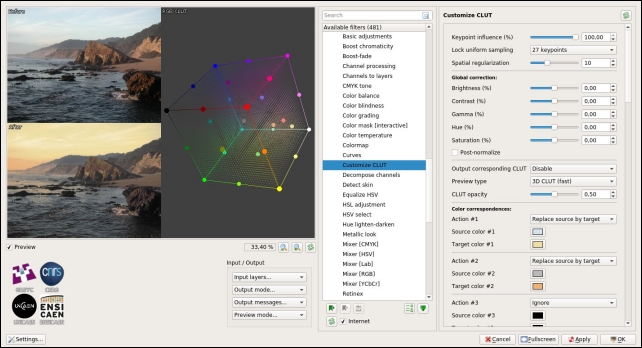 Before
RGB CLUT
After
Preview
33,40 %
GREYC
CNRS
UNICAEN
ENSICAEN
Input / Output
Input layers...
Output mode...
Output messages...
Preview mode...
Settings...
Search
Available filters (481)
Basic adjustments
Boost chromaticity
Boost-fade
Channel processing
Channels to layers
CMYK tone
Color balance
Color blindness
Color grading
Color mask [interactive]
Color temperature
Colormap
Curves
Customize CLUT
Decompose channels
Detect skin
Equalize HSV
HSL adjustment
HSV select
Hue lighten-darken
Metallic look
Mixer [CMYK]
Mixer [HSV]
Mixer [Lab]
Mixer [RGB]
Mixer [YCbCr]
Retinex
Internet
Customize CLUT
Keypoint influence (%) 100,00
Lock uniform sampling 27 keypoints
Spatial regularization 10
Global correction:
Brightness (%) 0,00
Contrast (%) 0,00
Gamma (%) 0,00
Hue (%) 0,00
Saturation (%) 0,00
Post-normalize
Output corresponding CLUT Disable
Preview type 3D CLUT (fast)
CLUT opacity 0,50
Color correspondences:
Action #1 Replace source by target
Source color #1
Target color #1
Action #2 Replace source by target
Source color #2
Target color #2
Action #3 Ignore
Source color #3
Cancel
Fullscreen
Apply
OK